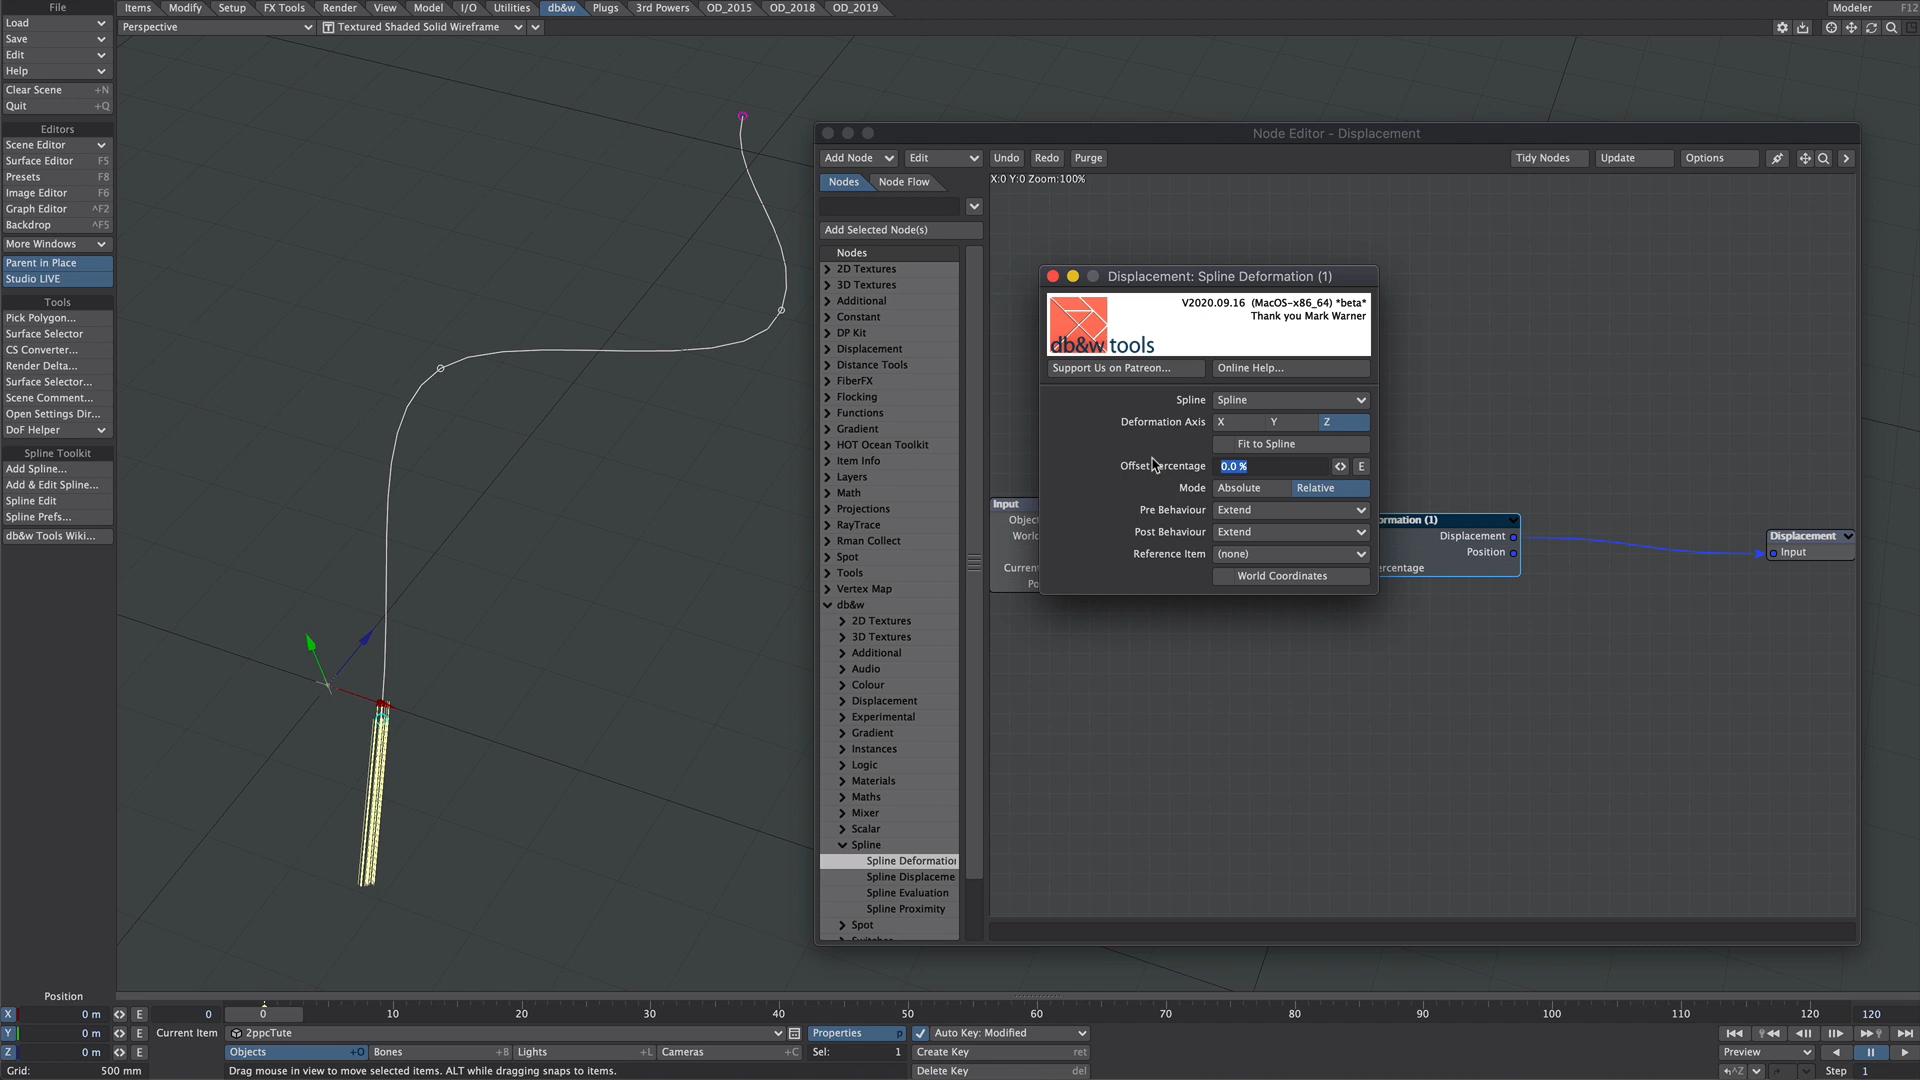 File
Items
Modify
Setup
FX Tools
Render
View
Model
I/O
Utilities
db&w
Plugs
3rd Powers
OD_2015
OD_2018
OD_2019
Modeler F12
Load
Save
Edit
Help
Clear Scene +N
Quit +Q
Editors
Scene Editor
Surface Editor F5
Presets F8
Image Editor F6
Graph Editor ^F2
Backdrop ^F5
More Windows
Parent in Place
Studio LIVE
Tools
Pick Polygon...
Surface Selector
CS Converter...
Render Delta...
Surface Selector...
Scene Comment...
Open Settings Dir...
DoF Helper
Spline Toolkit
Add Spline...
Add & Edit Spline...
Spline Edit
Spline Prefs...
db&w Tools Wiki...
Perspective
Textured Shaded Solid Wireframe
Node Editor - Displacement
Add Node
Edit
Undo
Redo
Purge
Tidy Nodes
Update
Options
Nodes
Node Flow
X:0 Y:0 Zoom:100%
Add Selected Node(s)
Nodes
2D Textures
3D Textures
Additional
Constant
DP Kit
Displacement
Distance Tools
FiberFX
Flocking
Functions
Gradient
HOT Ocean Toolkit
Item Info
Layers
Math
Projections
RayTrace
Rman Collect
Spot
Tools
Vertex Map
db&w
2D Textures
3D Textures
Additional
Audio
Colour
Displacement
Experimental
Gradient
Instances
Logic
Materials
Maths
Mixer
Scalar
Spline
Spline Deformation
Spline Displaceme
Spline Evaluation
Spline Proximity
Spot
Displacement: Spline Deformation (1)
V2020.09.16 (MacOS-x86_64) *beta*
Thank you Mark Warner
db&w tools
Support Us on Patreon...
Online Help...
Spline Spline
Deformation Axis X Y Z
Fit to Spline
Offset ercentage 0.0 % E
Mode Absolute Relative
Pre Behaviour Extend
Post Behaviour Extend
Reference Item (none)
World Coordinates
Input
Objec
World
Current
Po
ormation (1)
Displacement
Position
ercentage
Displacement
Input
Position
X 0 m E
Y 0 m E
Z 0 m E
Grid: 500 mm
0
0 10 20 30 40 50 60 70 80 90 100 110 120
120
Current Item 2ppcTute
Properties p
Auto Key: Modified
Objects +O
Bones +B
Lights +L
Cameras +C
Sel: 1
Create Key ret
Preview
Drag mouse in view to move selected items. ALT while dragging snaps to items.
Delete Key del
^Z
Step 1